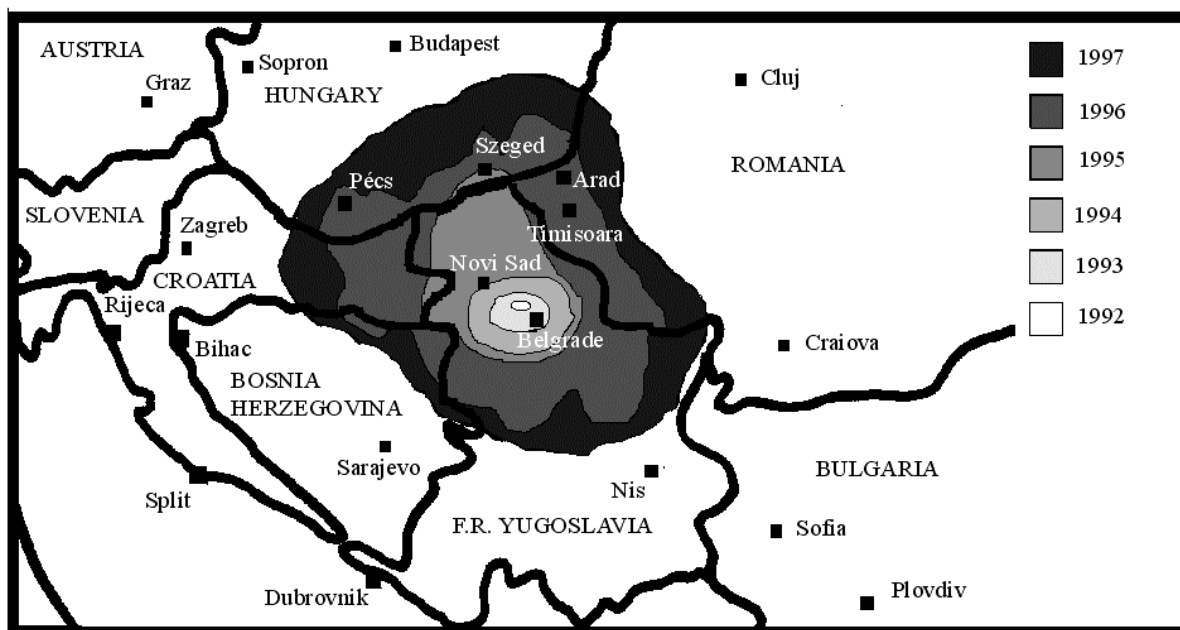 AUSTRIA
Graz
Sopron
HUNGARY
Budapest
Cluj
ROMANIA
Szeged
Arad
Pécs
Timisoara
SLOVENIA
Zagreb
CROATIA
Rijeca
Novi Sad
Belgrade
Bihac
BOSNIA
HERZEGOVINA
Craiova
Sarajevo
Split
Nis
BULGARIA
F.R. YUGOSLAVIA
Sofia
Dubrovnik
Plovdiv
1997
1996
1995
1994
1993
1992